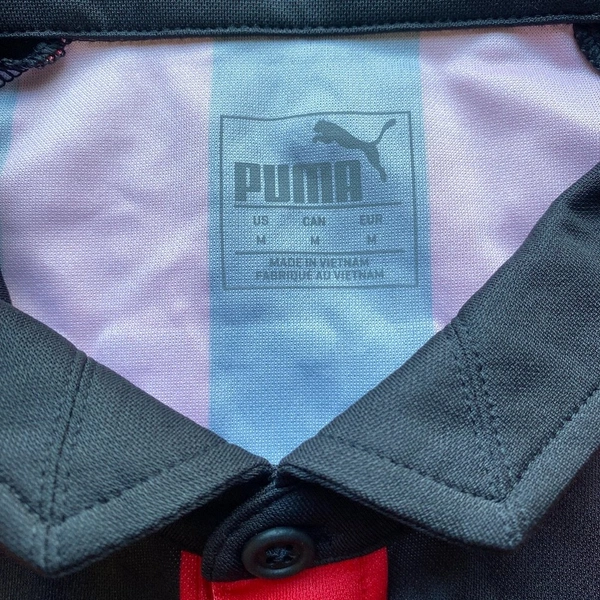 PUMA
US CAN EUR
M M M
MADE IN VIETNAM
FABRIQUÉ AU VIETNAM